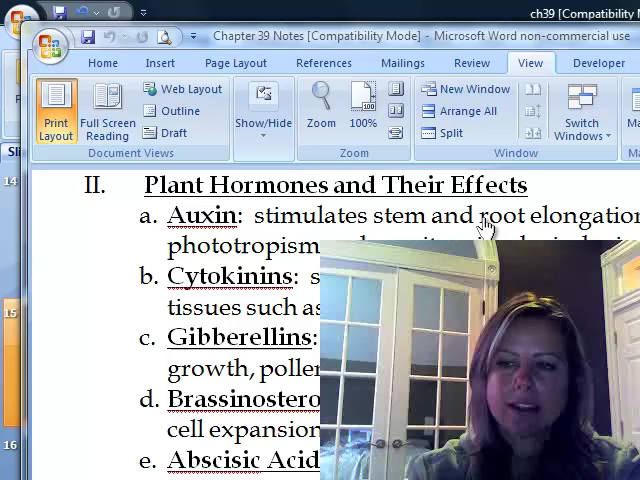 ch39 [Compatibility M
Chapter 39 Notes [Compatibility Mode] - Microsoft Word non-commercial use
Home Insert Page Layout References Mailings Review View Developer
Print Layout
Full Screen Reading
Web Layout
Outline
Draft
Document Views
Show/Hide
Zoom
100%
Zoom
New Window
Arrange All
Split
Switch Windows
Window
Ma
Sli
14
15
16
II. Plant Hormones and Their Effects
a. Auxin: stimulates stem and root elongation
phototropism
b. Cytokinins: s
tissues such as
c. Gibberellins:
growth, poller
d. Brassinostero
cell expansion
e. Abscisic Acid